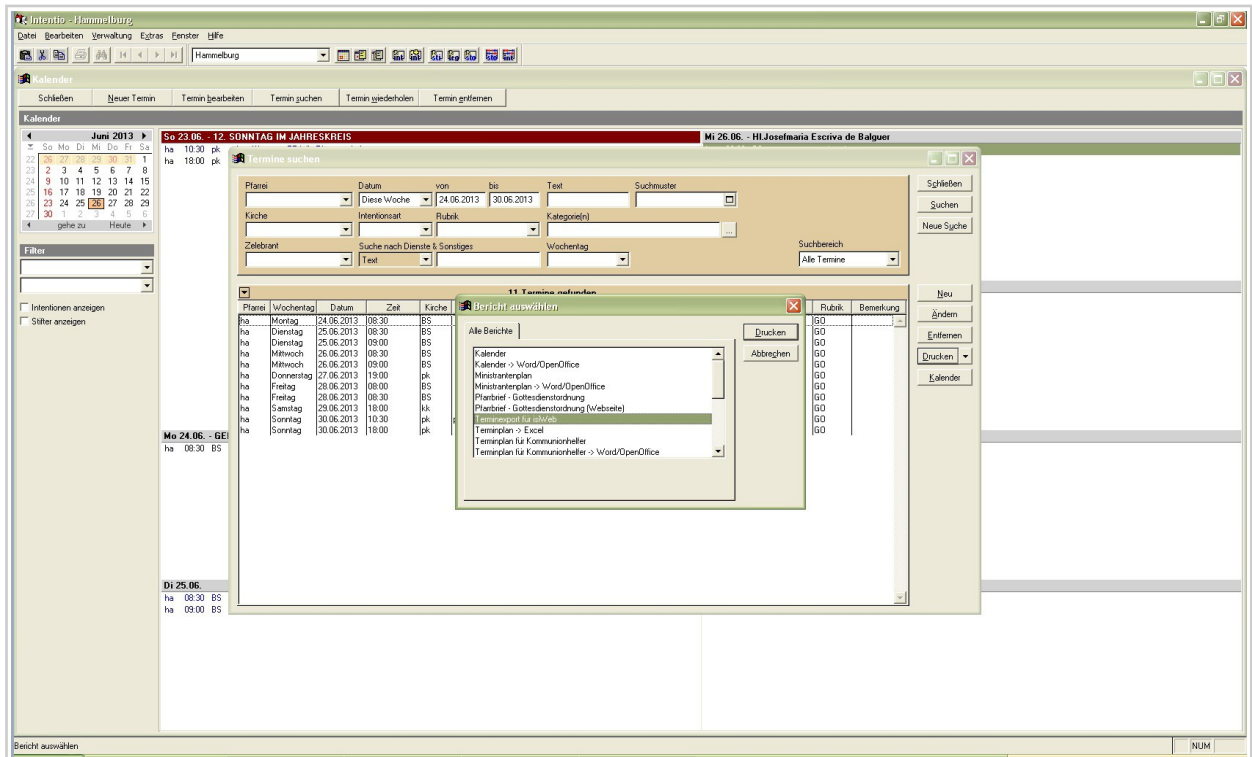 Intentio - Hammelburg
Datei Bearbeiten Verwaltung Extras Fenster Hilfe
Hammelburg
Kalender
Schließen Neuer Termin Termin bearbeiten Termin suchen Termin wiederholen Termin entfernen
Kalender
Juni 2013
So Mo Di Mi Do Fr Sa
22 26 27 28 29 30 31 1
23 2 3 4 5 6 7 8
24 9 10 11 12 13 14 15
25 16 17 18 19 20 21 22
26 23 24 25 26 27 28 29
27 30 1 2 3 4 5 6
gehe zu Heute
Filter
Intentionen anzeigen
Stifter anzeigen
So 23.06. - 12. SONNTAG IM JAHRESKREIS
ha 10:30 pk
ha 18:00 pk
Mo 24.06. - GE
ha 08:30 BS
Di 25.06.
ha 08:30 BS
ha 09:00 BS
Mi 26.06. - Hl.Josefmaria Escriva de Balguer
Termine suchen
Pfarrei Datum von bis Text Suchmuster
Diese Woche 24.06.2013 30.06.2013
Kirche Intentionsart Rubrik Kategorie(n)
...
Zelebrant Suche nach Dienste & Sonstiges Wochentag Suchbereich
Text Alle Termine
Schließen
Suchen
Neue Suche
11 Termine gefunden
Pfarrei Wochentag Datum Zeit Kirche Rubrik Bemerkung
ha Montag 24.06.2013 08:30 BS GO
ha Dienstag 25.06.2013 08:30 BS GO
ha Dienstag 25.06.2013 09:00 BS GO
ha Mittwoch 26.06.2013 08:30 BS GO
ha Mittwoch 26.06.2013 09:00 BS GO
ha Donnerstag 27.06.2013 19:00 pk GO
ha Freitag 28.06.2013 08:00 BS GO
ha Freitag 28.06.2013 08:30 BS GO
ha Samstag 29.06.2013 18:00 kk GO
ha Sonntag 30.06.2013 10:30 pk GO
ha Sonntag 30.06.2013 18:00 pk GO
Neu
Ändern
Entfernen
Drucken
Kalender
Bericht auswählen
Alle Berichte
Kalender
Kalender -> Word/OpenOffice
Ministrantenplan
Ministrantenplan -> Word/OpenOffice
Pfarrbrief - Gottesdienstordnung
Pfarrbrief - Gottesdienstordnung (Webseite)
Terminexport für is!Web
Terminplan -> Excel
Terminplan für Kommunionhelfer
Terminplan für Kommunionhelfer -> Word/OpenOffice
Drucken
Abbrechen
Bericht auswählen
NUM